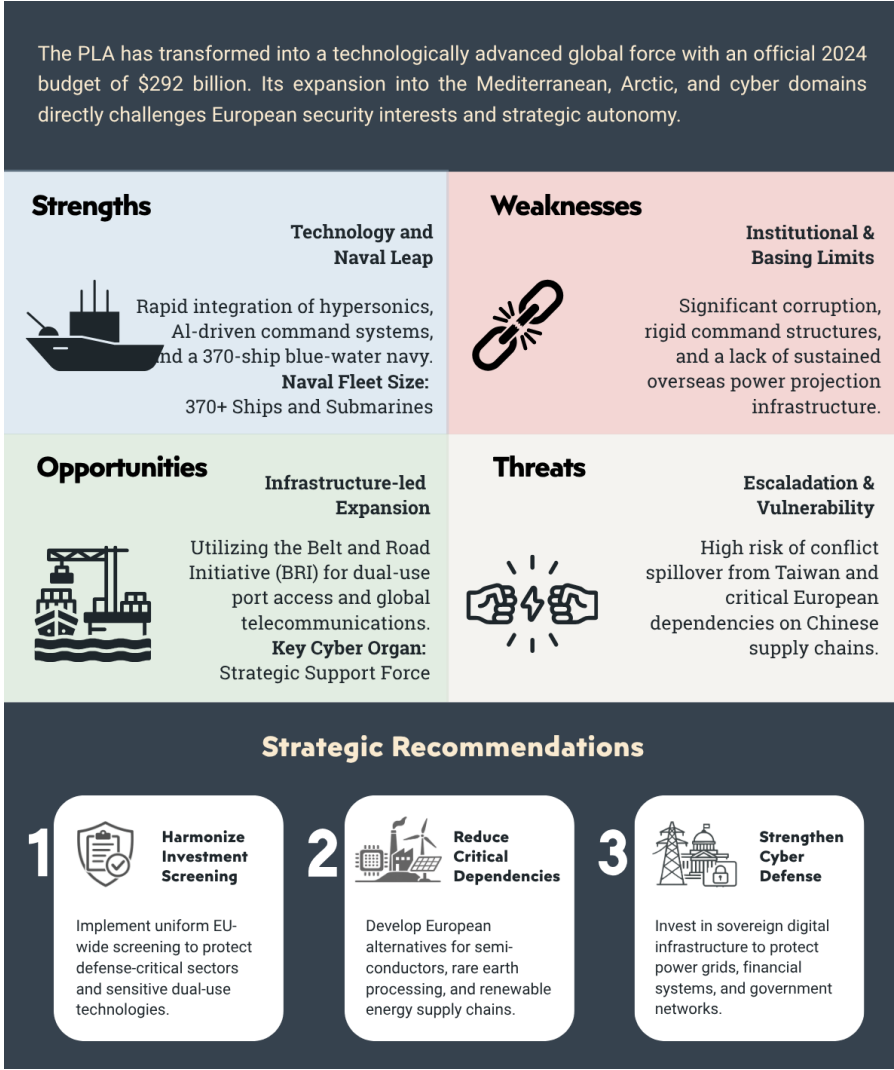 The PLA has transformed into a technologically advanced global force with an official 2024
budget of $292 billion. Its expansion into the Mediterranean, Arctic, and cyber domains
directly challenges European security interests and strategic autonomy.
Strengths
Technology and
Naval Leap
Rapid integration of hypersonics,
AI-driven command systems,
and a 370-ship blue-water navy.
Naval Fleet Size:
370+ Ships and Submarines
Weaknesses
Institutional &
Basing Limits
Significant corruption,
rigid command structures,
and a lack of sustained
overseas power projection
infrastructure.
Opportunities
Infrastructure-led
Expansion
Utilizing the Belt and Road
Initiative (BRI) for dual-use
port access and global
telecommunications.
Key Cyber Organ:
Strategic Support Force
Threats
Escaladation &
Vulnerability
High risk of conflict
spillover from Taiwan and
critical European
dependencies on Chinese
supply chains.
Strategic Recommendations
1
Harmonize
Investment
Screening
Implement uniform EU-
wide screening to protect
defense-critical sectors
and sensitive dual-use
technologies.
2
Reduce
Critical
Dependencies
Develop European
alternatives for semi-
conductors, rare earth
processing, and renewable
energy supply chains.
3
Strengthen
Cyber
Defense
Invest in sovereign digital
infrastructure to protect
power grids, financial
systems, and government
networks.